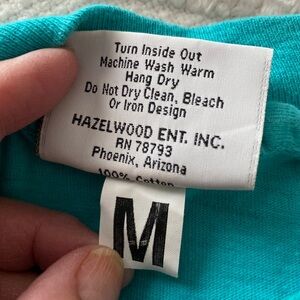 Turn Inside Out
Machine Wash Warm
Hang Dry
Do Not Dry Clean, Bleach
Or Iron Design
HAZELWOOD ENT. INC.
RN 78793
Phoenix, Arizona
100% Cotton
M